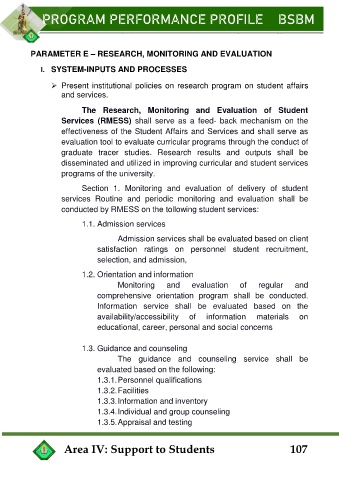 PROGRAM PERFORMANCE PROFILE BSBM
PARAMETER E – RESEARCH, MONITORING AND EVALUATION
I. SYSTEM-INPUTS AND PROCESSES
➢ Present institutional policies on research program on student affairs
and services.
The Research, Monitoring and Evaluation of Student
Services (RMESS) shall serve as a feed- back mechanism on the
effectiveness of the Student Affairs and Services and shall serve as
evaluation tool to evaluate curricular programs through the conduct of
graduate tracer studies. Research results and outputs shall be
disseminated and utilized in improving curricular and student services
programs of the university.
Section 1. Monitoring and evaluation of delivery of student
services Routine and periodic monitoring and evaluation shall be
conducted by RMESS on the following student services:
1.1. Admission services
Admission services shall be evaluated based on client
satisfaction ratings on personnel student recruitment,
selection, and admission,
1.2. Orientation and information
Monitoring and evaluation of regular and
comprehensive orientation program shall be conducted.
Information service shall be evaluated based on the
availability/accessibility of information materials on
educational, career, personal and social concerns
1.3. Guidance and counseling
The guidance and counseling service shall be
evaluated based on the following:
1.3.1. Personnel qualifications
1.3.2. Facilities
1.3.3. Information and inventory
1.3.4. Individual and group counseling
1.3.5. Appraisal and testing
Area IV: Support to Students 107